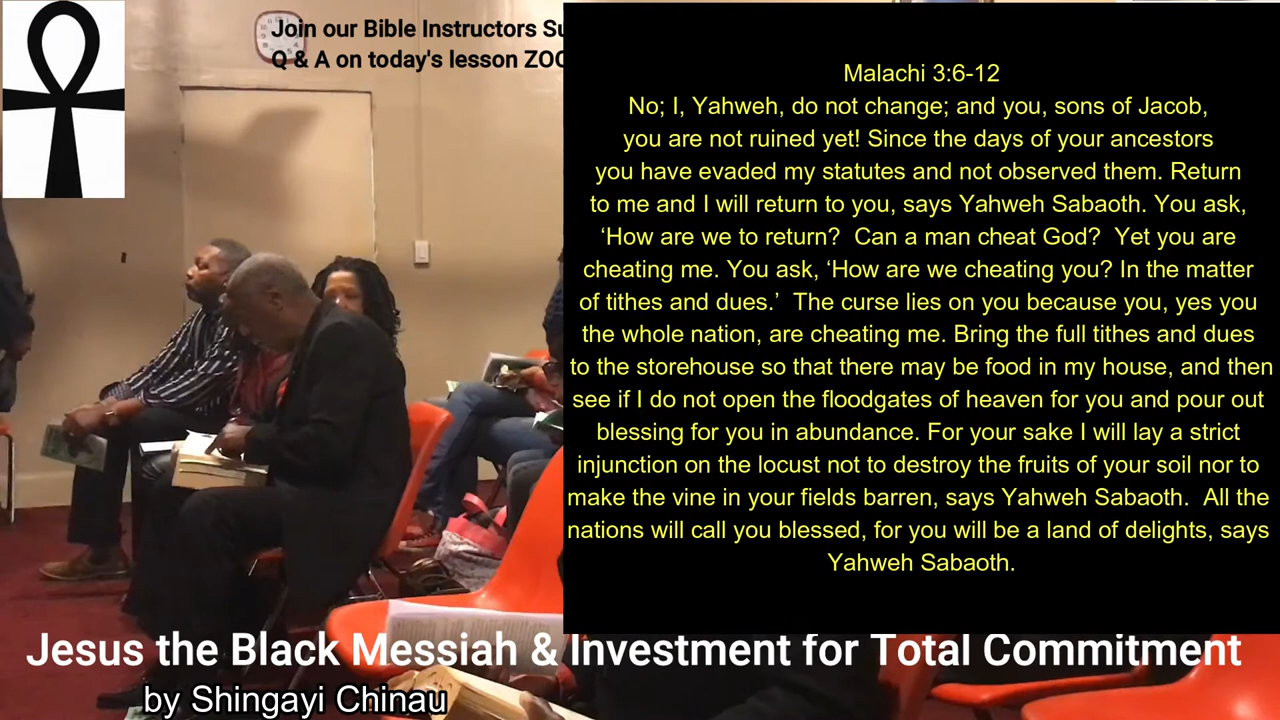 Join our Bible Instructors
Q & A on today's lesson
Malachi 3:6-12
No; I, Yahweh, do not change; and you, sons of Jacob,
you are not ruined yet! Since the days of your ancestors
you have evaded my statutes and not observed them. Return
to me and I will return to you, says Yahweh Sabaoth. You ask,
‘How are we to return?  Can a man cheat God?  Yet you are
cheating me. You ask, ‘How are we cheating you? In the matter
of tithes and dues.’  The curse lies on you because you, yes you
the whole nation, are cheating me. Bring the full tithes and dues
to the storehouse so that there may be food in my house, and then
see if I do not open the floodgates of heaven for you and pour out
blessing for you in abundance. For your sake I will lay a strict
injunction on the locust not to destroy the fruits of your soil nor to
make the vine in your fields barren, says Yahweh Sabaoth.  All the
nations will call you blessed, for you will be a land of delights, says
Yahweh Sabaoth.
Jesus the Black Messiah & Investment for Total Commitment
by Shingayi Chinau